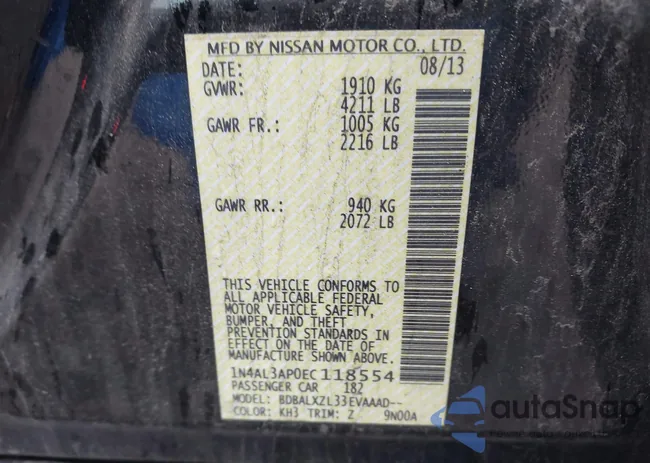 MFD BY NISSAN MOTOR CO., LTD.
DATE: 08/13
GVWR: 1910 KG
4211 LB
GAWR FR.: 1005 KG
2216 LB
GAWR RR.: 940 KG
2072 LB
THIS VEHICLE CONFORMS TO
ALL APPLICABLE FEDERAL
MOTOR VEHICLE SAFETY,
BUMPER, AND THEFT
PREVENTION STANDARDS IN
EFFECT ON THE DATE OF
MANUFACTURE SHOWN ABOVE.
1N4AL3AP0EC118554
PASSENGER CAR 182
MODEL: BDBALXZL33EVAAAD--
COLOR: KH3 TRIM: Z 9N00A
autoSnap